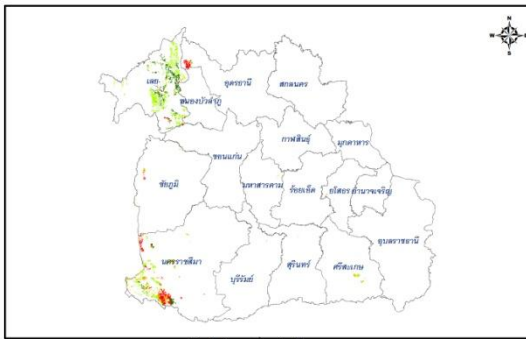 N
W E
S
เลย
อุดรธานี
สกลนคร
หนองบัวลำภู
กาฬสินธุ์
มุกดาหาร
ขอนแก่น
ชัยภูมิ
มหาสารคาม
ร้อยเอ็ด
ยโสธร
อำนาจเจริญ
อุบลราชธานี
นครราชสีมา
บุรีรัมย์
สุรินทร์
ศรีสะเกษ